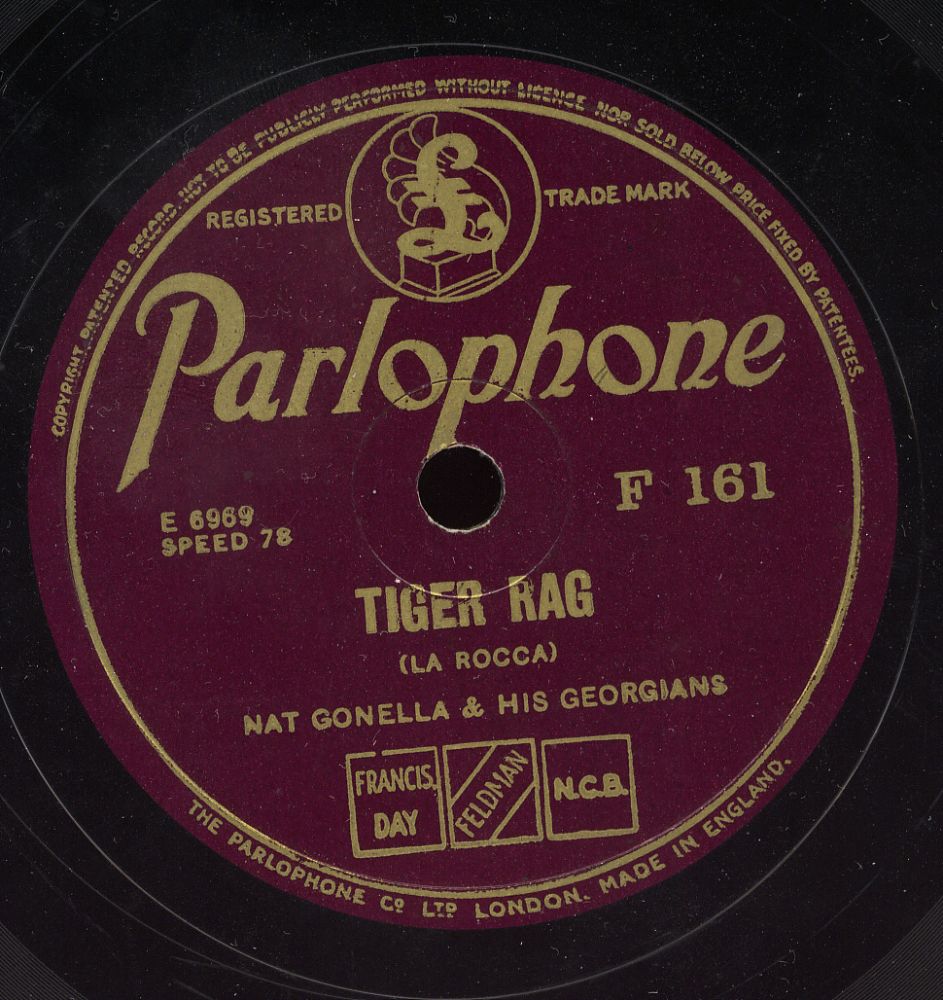 COPYRIGHT PATENTED RECORD. NOT TO BE PUBLICLY PERFORMED WITHOUT LICENCE NOR SOLD BELOW PRICE FIXED BY PATENTEES.
REGISTERED £ TRADE MARK
Parlophone
F 161
E 6969
SPEED 78
TIGER RAG
(LA ROCCA)
NAT GONELLA & HIS GEORGIANS
FRANCIS. DAY
FELDMAN
N.C.B.
THE PARLOPHONE Co LTD LONDON. MADE IN ENGLAND.